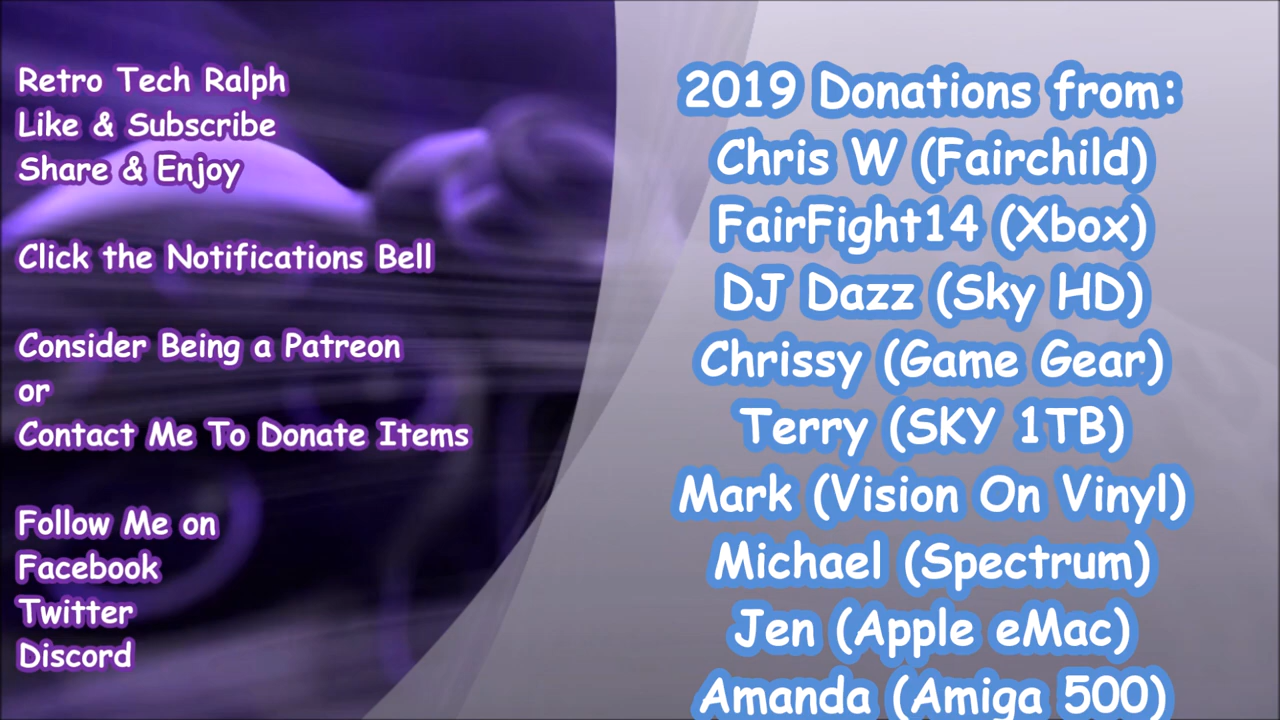 Retro Tech Ralph
Like & Subscribe
Share & Enjoy
Click the Notifications Bell
Consider Being a Patreon
or
Contact Me To Donate Items
Follow Me on
Facebook
Twitter
Discord
2019 Donations from:
Chris W (Fairchild)
FairFight14 (Xbox)
DJ Dazz (Sky HD)
Chrissy (Game Gear)
Terry (SKY 1TB)
Mark (Vision On Vinyl)
Michael (Spectrum)
Jen (Apple eMac)
Amanda (Amiga 500)